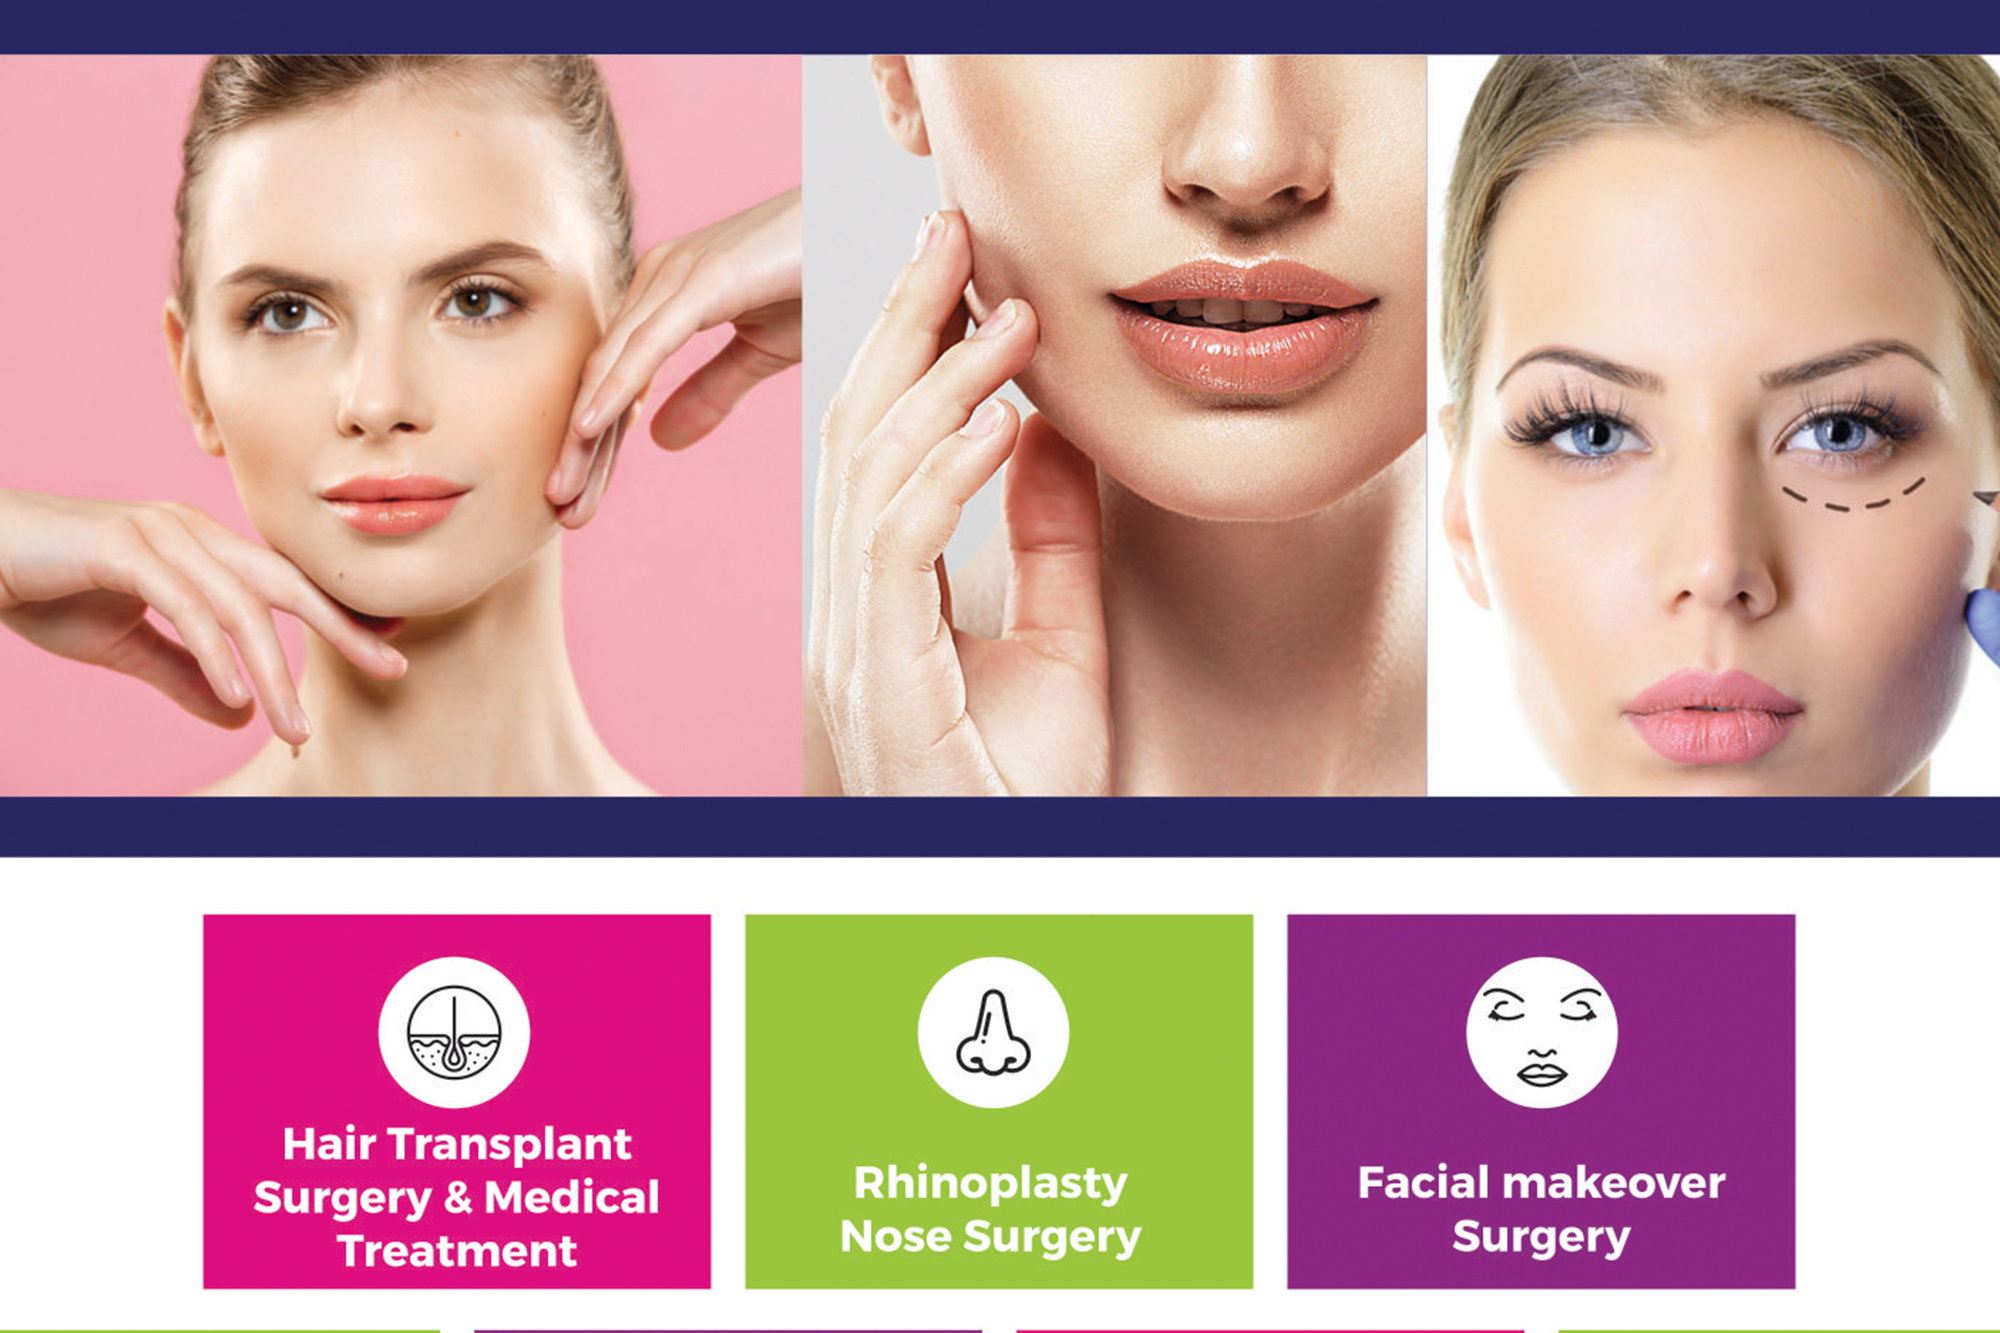 Hair Transplant
Surgery & Medical
Treatment
Rhinoplasty
Nose Surgery
Facial makeover
Surgery